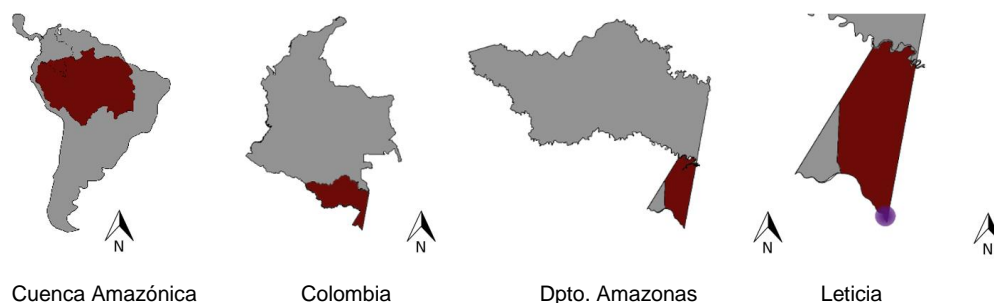 N
N
N
N
Cuenca Amazónica
Colombia
Dpto. Amazonas
Leticia